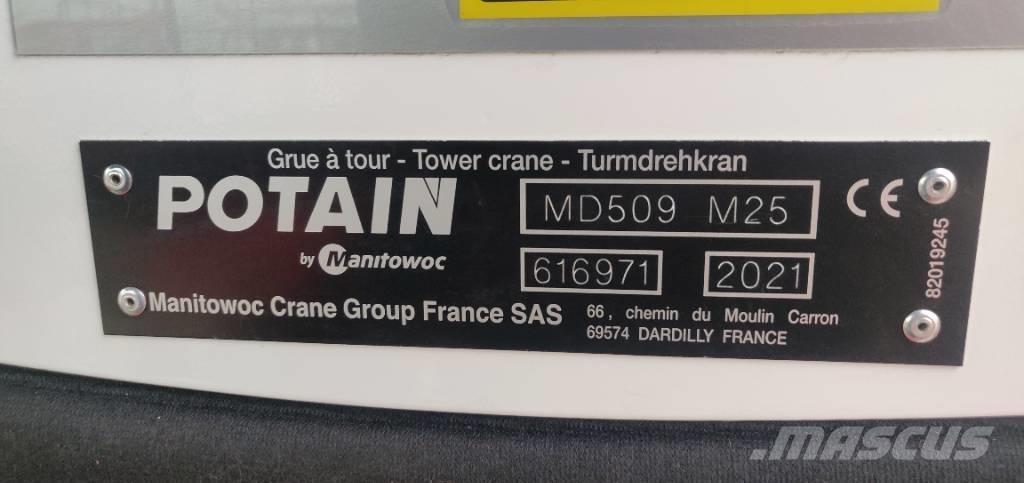 Grue à tour - Tower crane - Turmdrehkran
POTAIN
by Manitowoc
MD509 M25
616971
2021
CE
82019245
Manitowoc Crane Group France SAS
66, chemin du Moulin Carron
69574 DARDILLY FRANCE
MASCUS